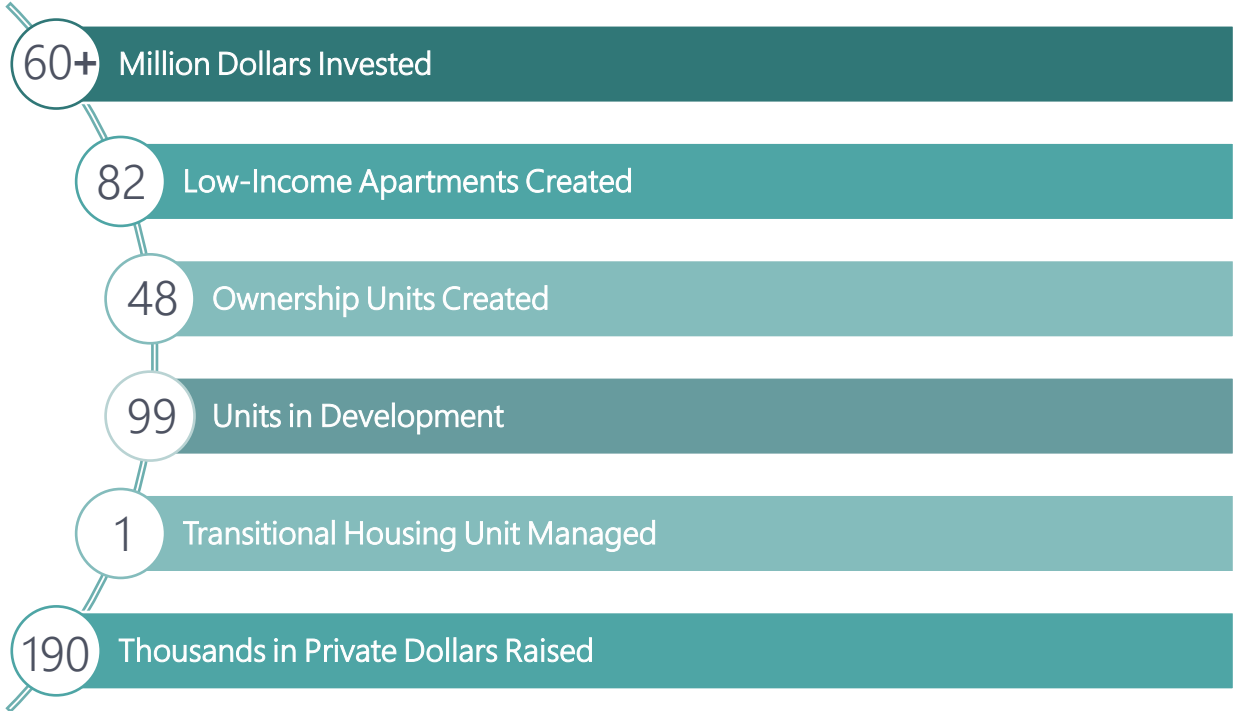 60+ Million Dollars Invested
82 Low-Income Apartments Created
48 Ownership Units Created
99 Units in Development
1 Transitional Housing Unit Managed
190 Thousands in Private Dollars Raised